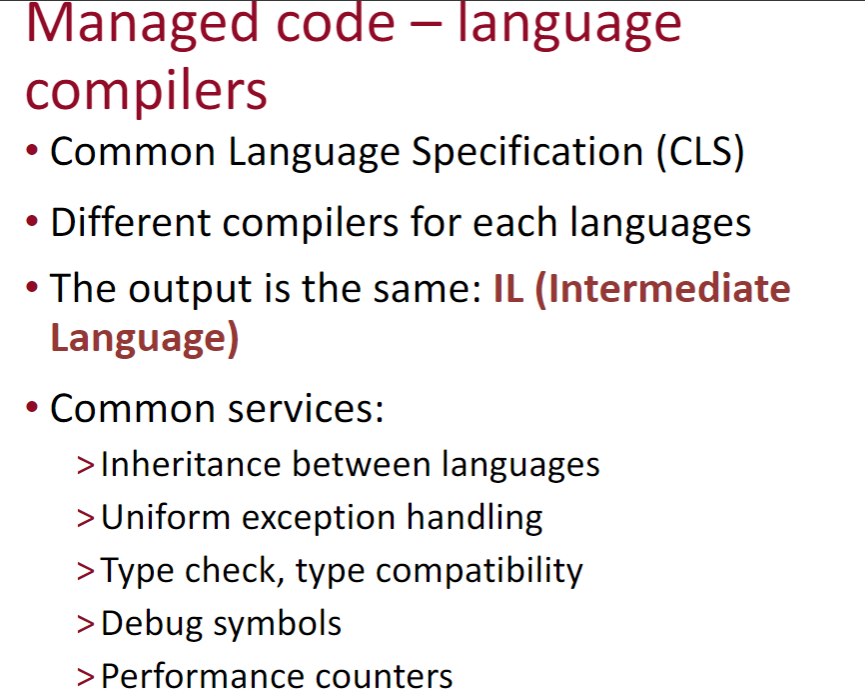 Managed code – language
compilers
• Common Language Specification (CLS)
• Different compilers for each languages
• The output is the same: IL (Intermediate
Language)
• Common services:
>Inheritance between languages
>Uniform exception handling
>Type check, type compatibility
>Debug symbols
>Performance counters